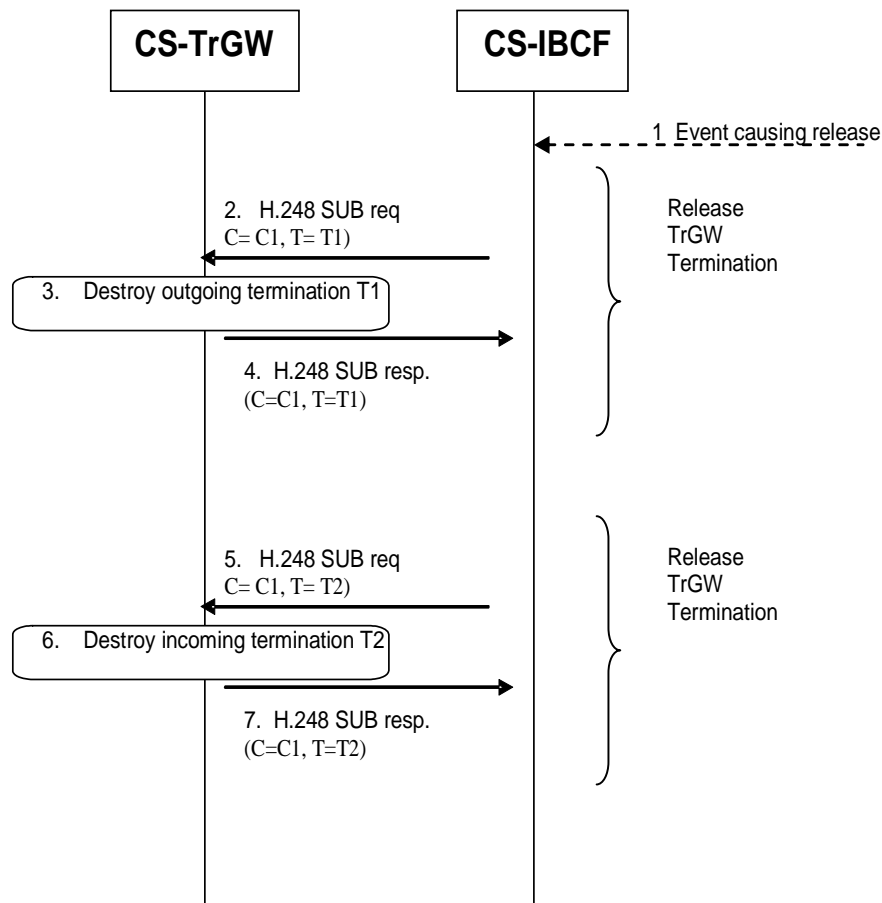 CS-TrGW
CS-IBCF
1 Event causing release
2. H.248 SUB req
C= C1, T= T1)
Release
TrGW
Termination
3. Destroy outgoing termination T1
4. H.248 SUB resp.
(C=C1, T=T1)
5. H.248 SUB req
C= C1, T= T2)
Release
TrGW
Termination
6. Destroy incoming termination T2
7. H.248 SUB resp.
(C=C1, T=T2)